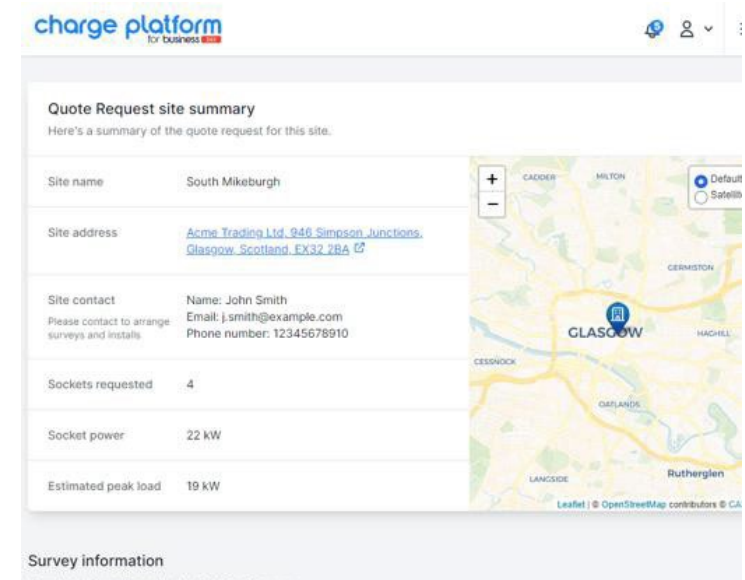 charge platform
for business
5
Quote Request site summary
Here's a summary of the quote request for this site.
Site name South Mikeburgh
Site address Acme Trading Ltd, 946 Simpson Junctions,
Glasgow, Scotland, EX32 2BA
Site contact Name: John Smith
Please contact to arrange Email: j.smith@example.com
surveys and installs Phone number: 12345678910
Sockets requested 4
Socket power 22 kW
Estimated peak load 19 kW
+
−
Default
Satellite
CADDER MILTON
GERMISTON
GLASGOW HAGHILL
CESSNOCK
OATLANDS
LANGSIDE Rutherglen
Leaflet | © OpenStreetMap contributors © CA
Survey information